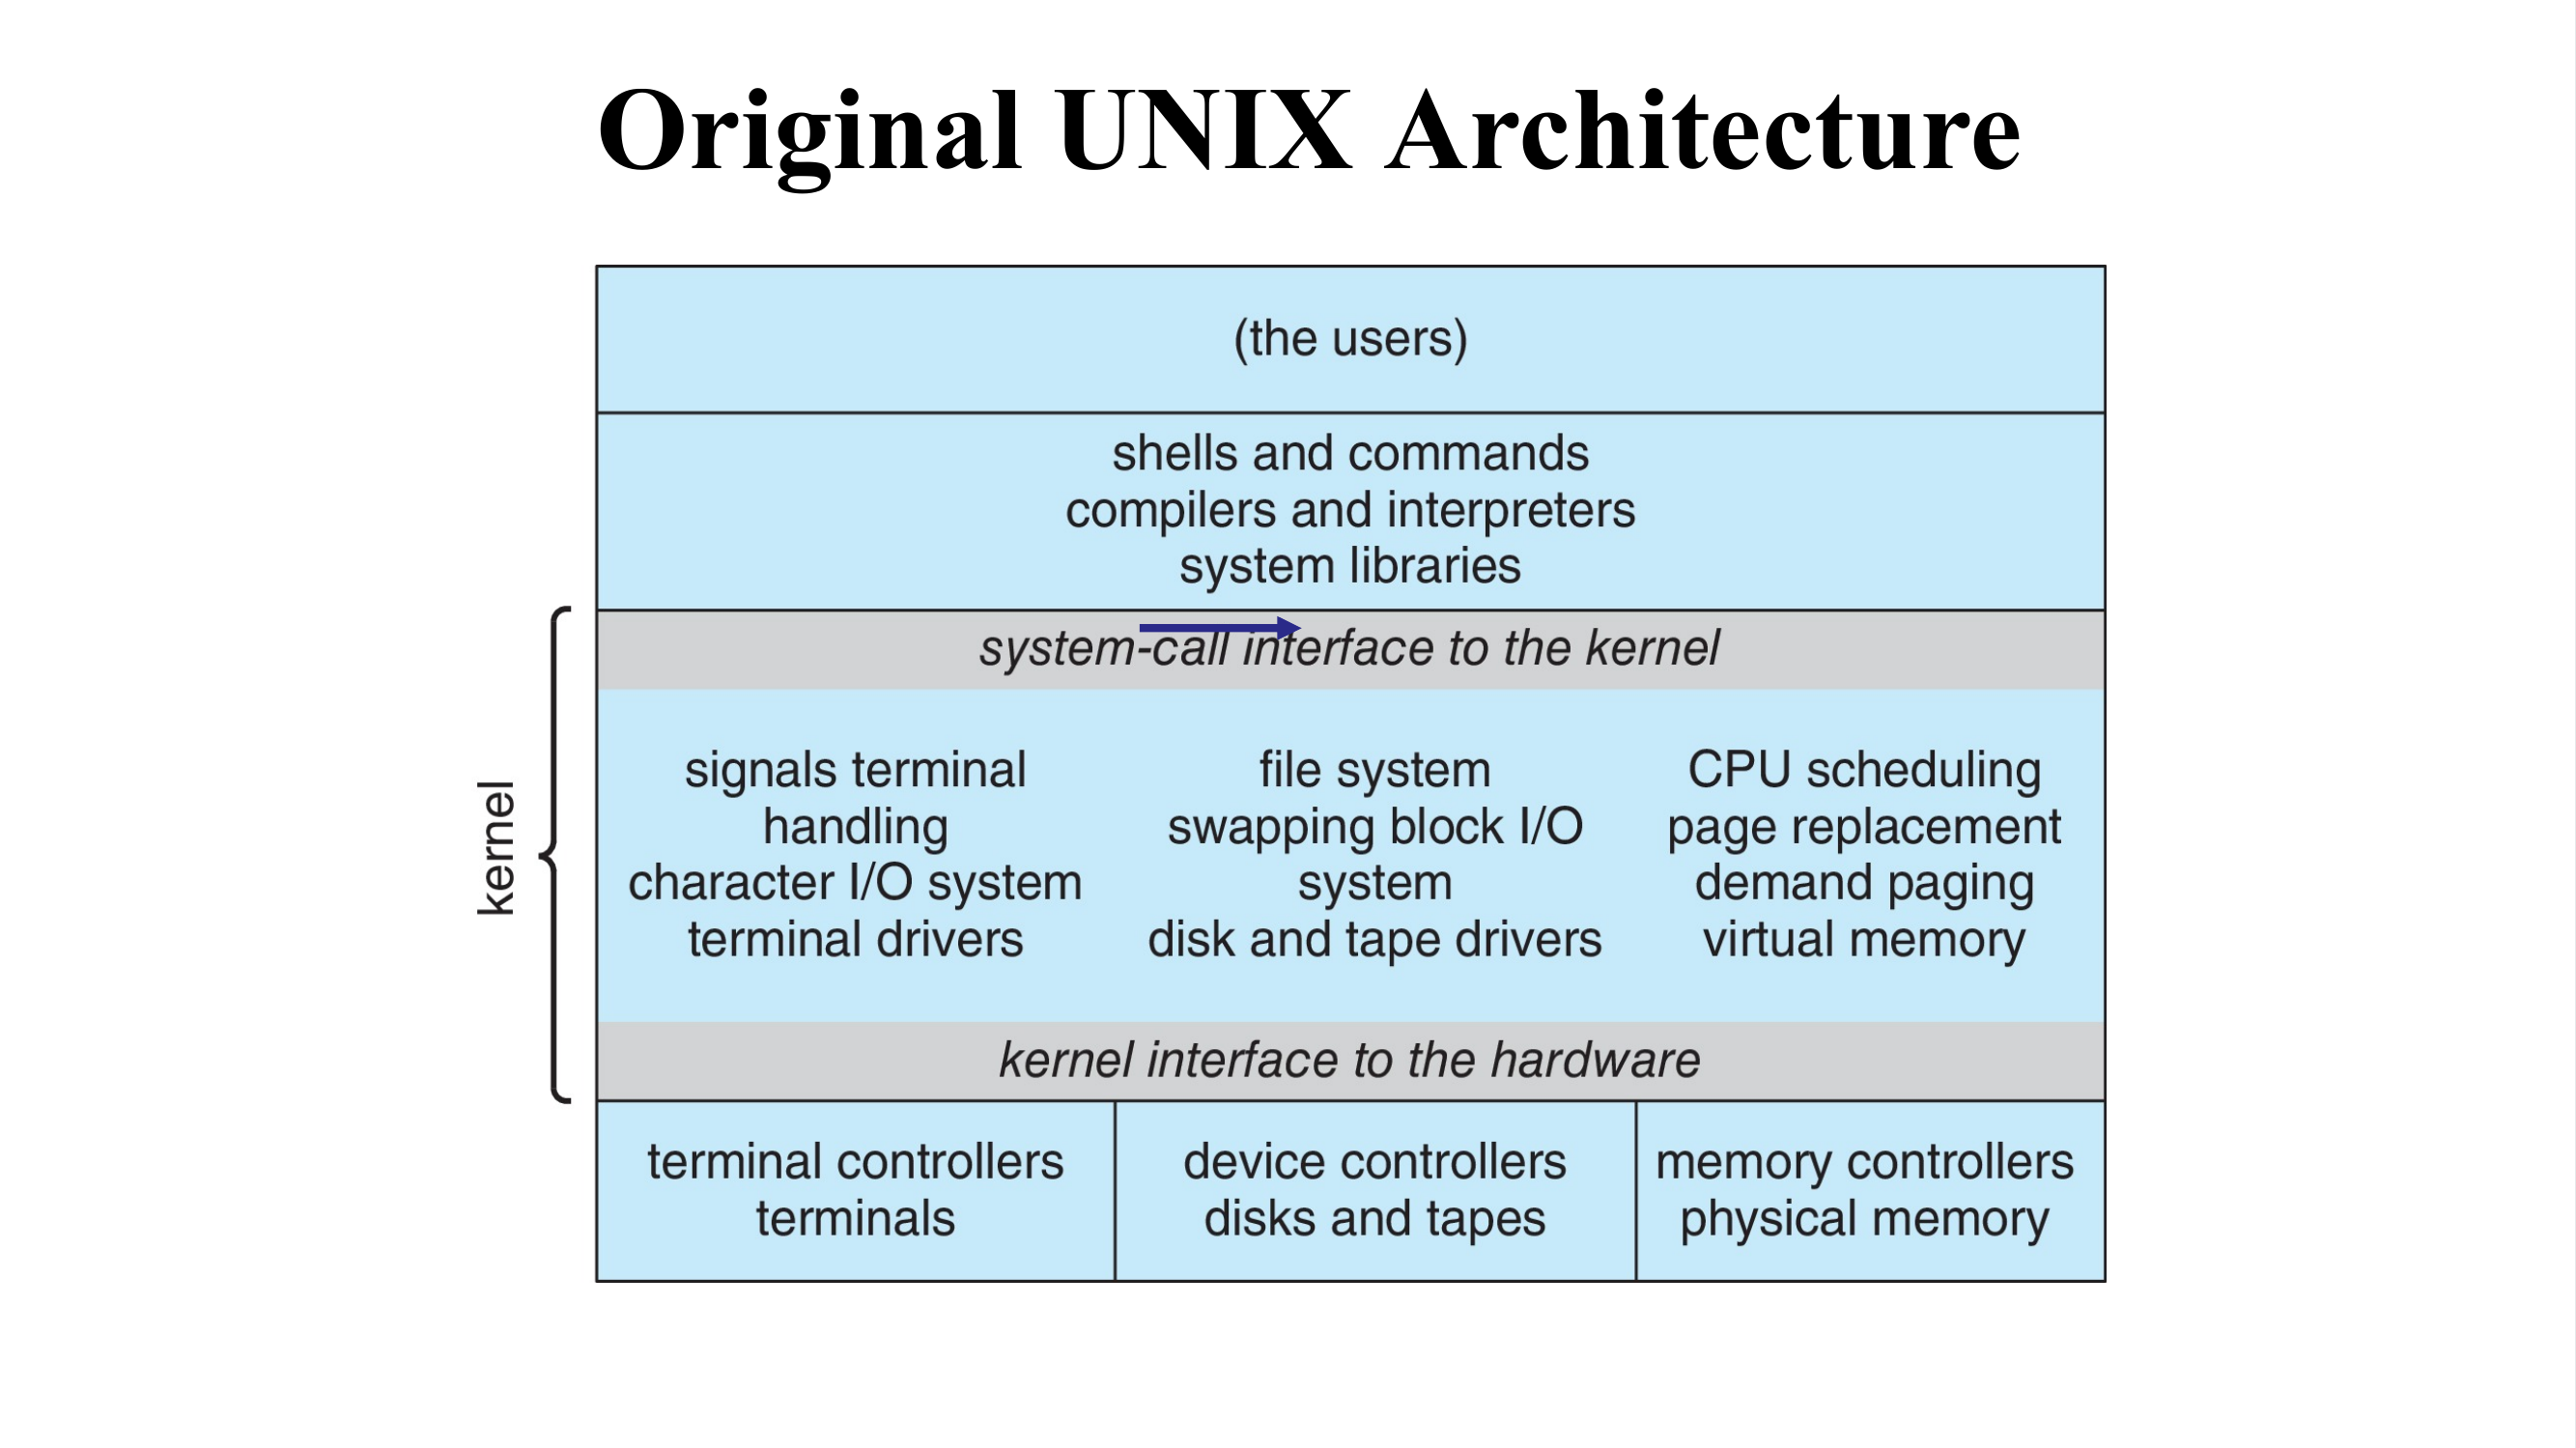 Original UNIX Architecture
(the users)
shells and commands
compilers and interpreters
system libraries
system-call interface to the kernel
kernel
signals terminal
handling
character I/O system
terminal drivers
file system
swapping block I/O
system
disk and tape drivers
CPU scheduling
page replacement
demand paging
virtual memory
kernel interface to the hardware
terminal controllers
terminals
device controllers
disks and tapes
memory controllers
physical memory